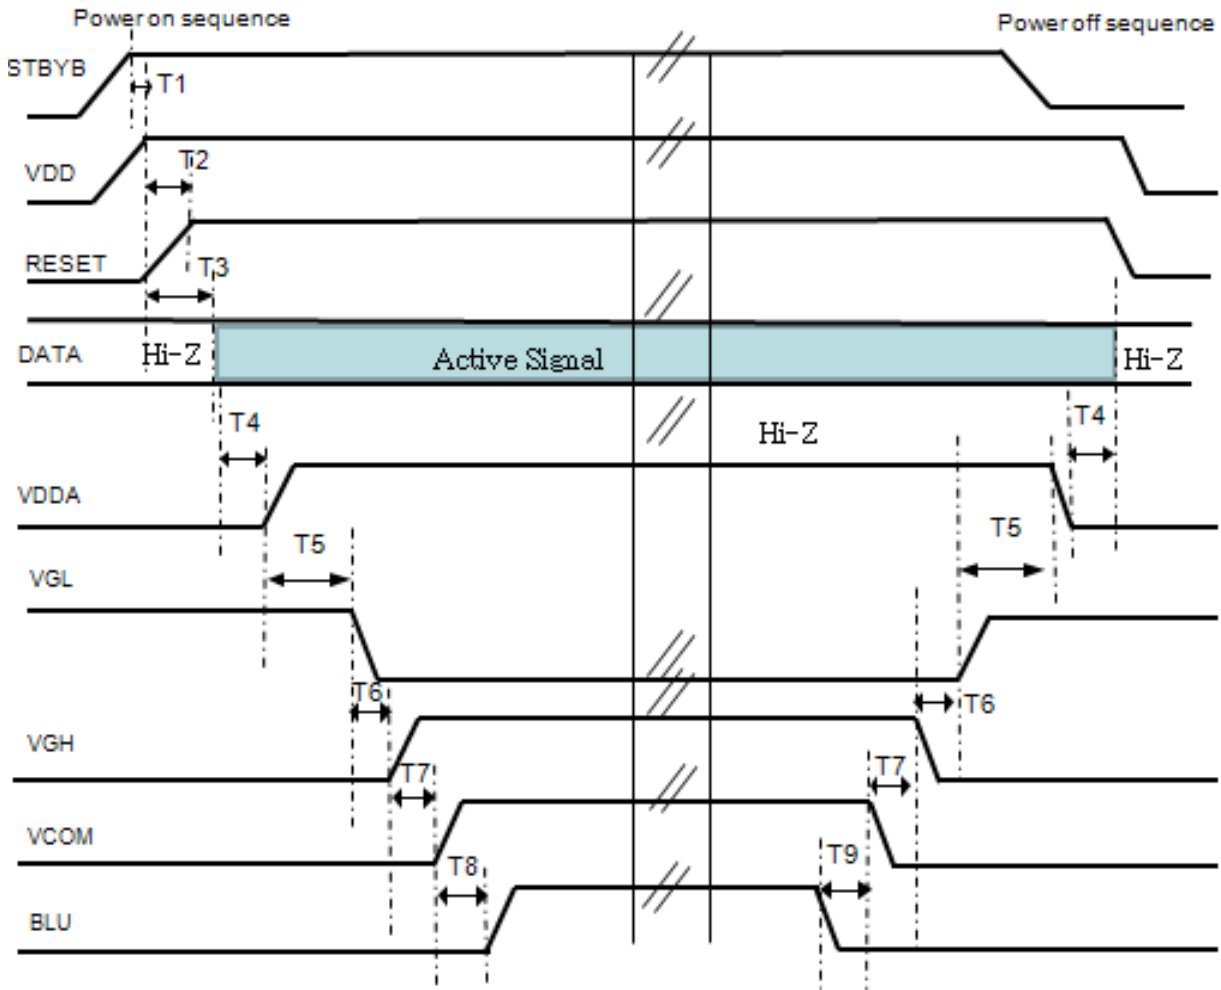 Power on sequence
Power off sequence
STBYB
T1
T2
VDD
RESET
T3
DATA
Hi-Z
Active Signal
Hi-Z
T4
Hi-Z
T4
VDDA
T5
T5
VGL
T6
T6
VGH
T7
T7
VCOM
T8
T9
BLU